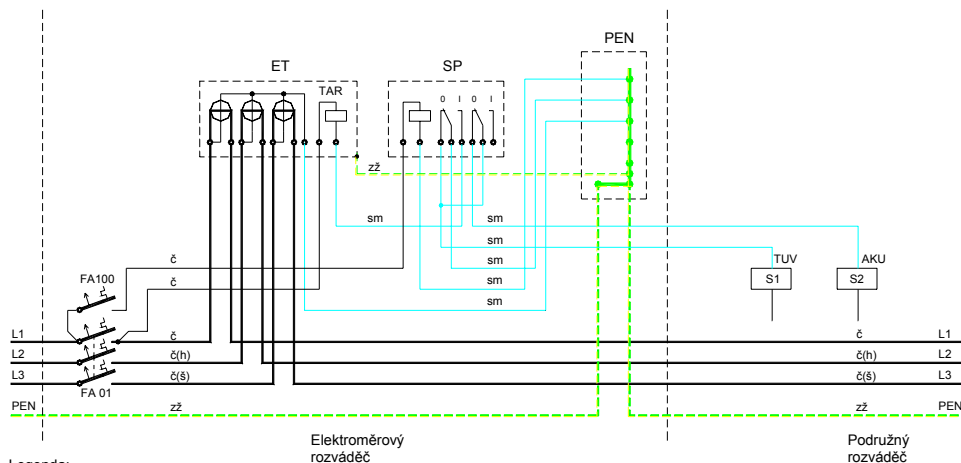 PEN
ET
SP
TAR
0 I 0 I
zž
sm
sm
sm
sm
sm
sm
č
č
FA100
TUV
AKU
S1
S2
L1
č
č
L1
L2
č(h)
č(h)
L2
L3
č(š)
č(š)
L3
FA 01
PEN
zž
zž
PEN
Elektroměrový
rozváděč
Podružný
rozváděč